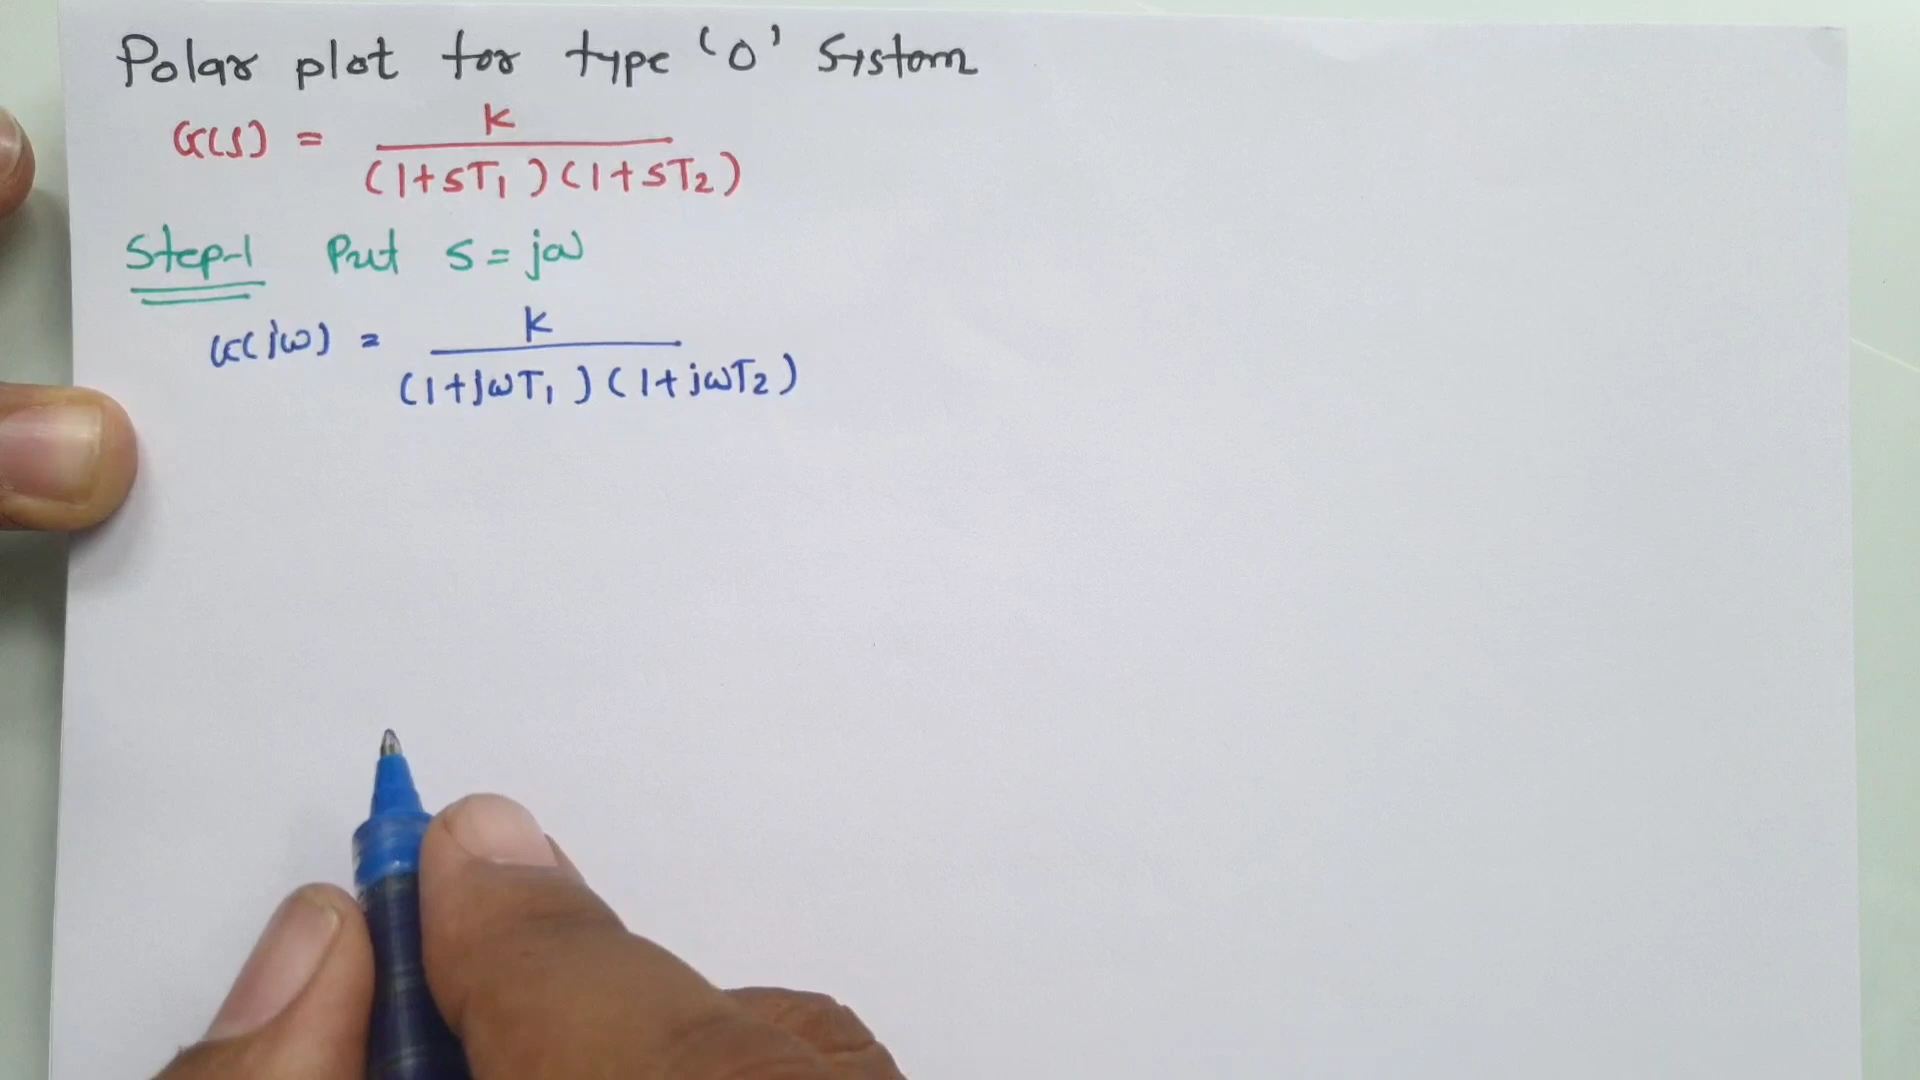 Polar plot for type '0' System
G(s) = K / (1+sT₁)(1+sT₂)
Step-1 Put s = jω
G(jω) = K / (1+jωT₁)(1+jωT₂)